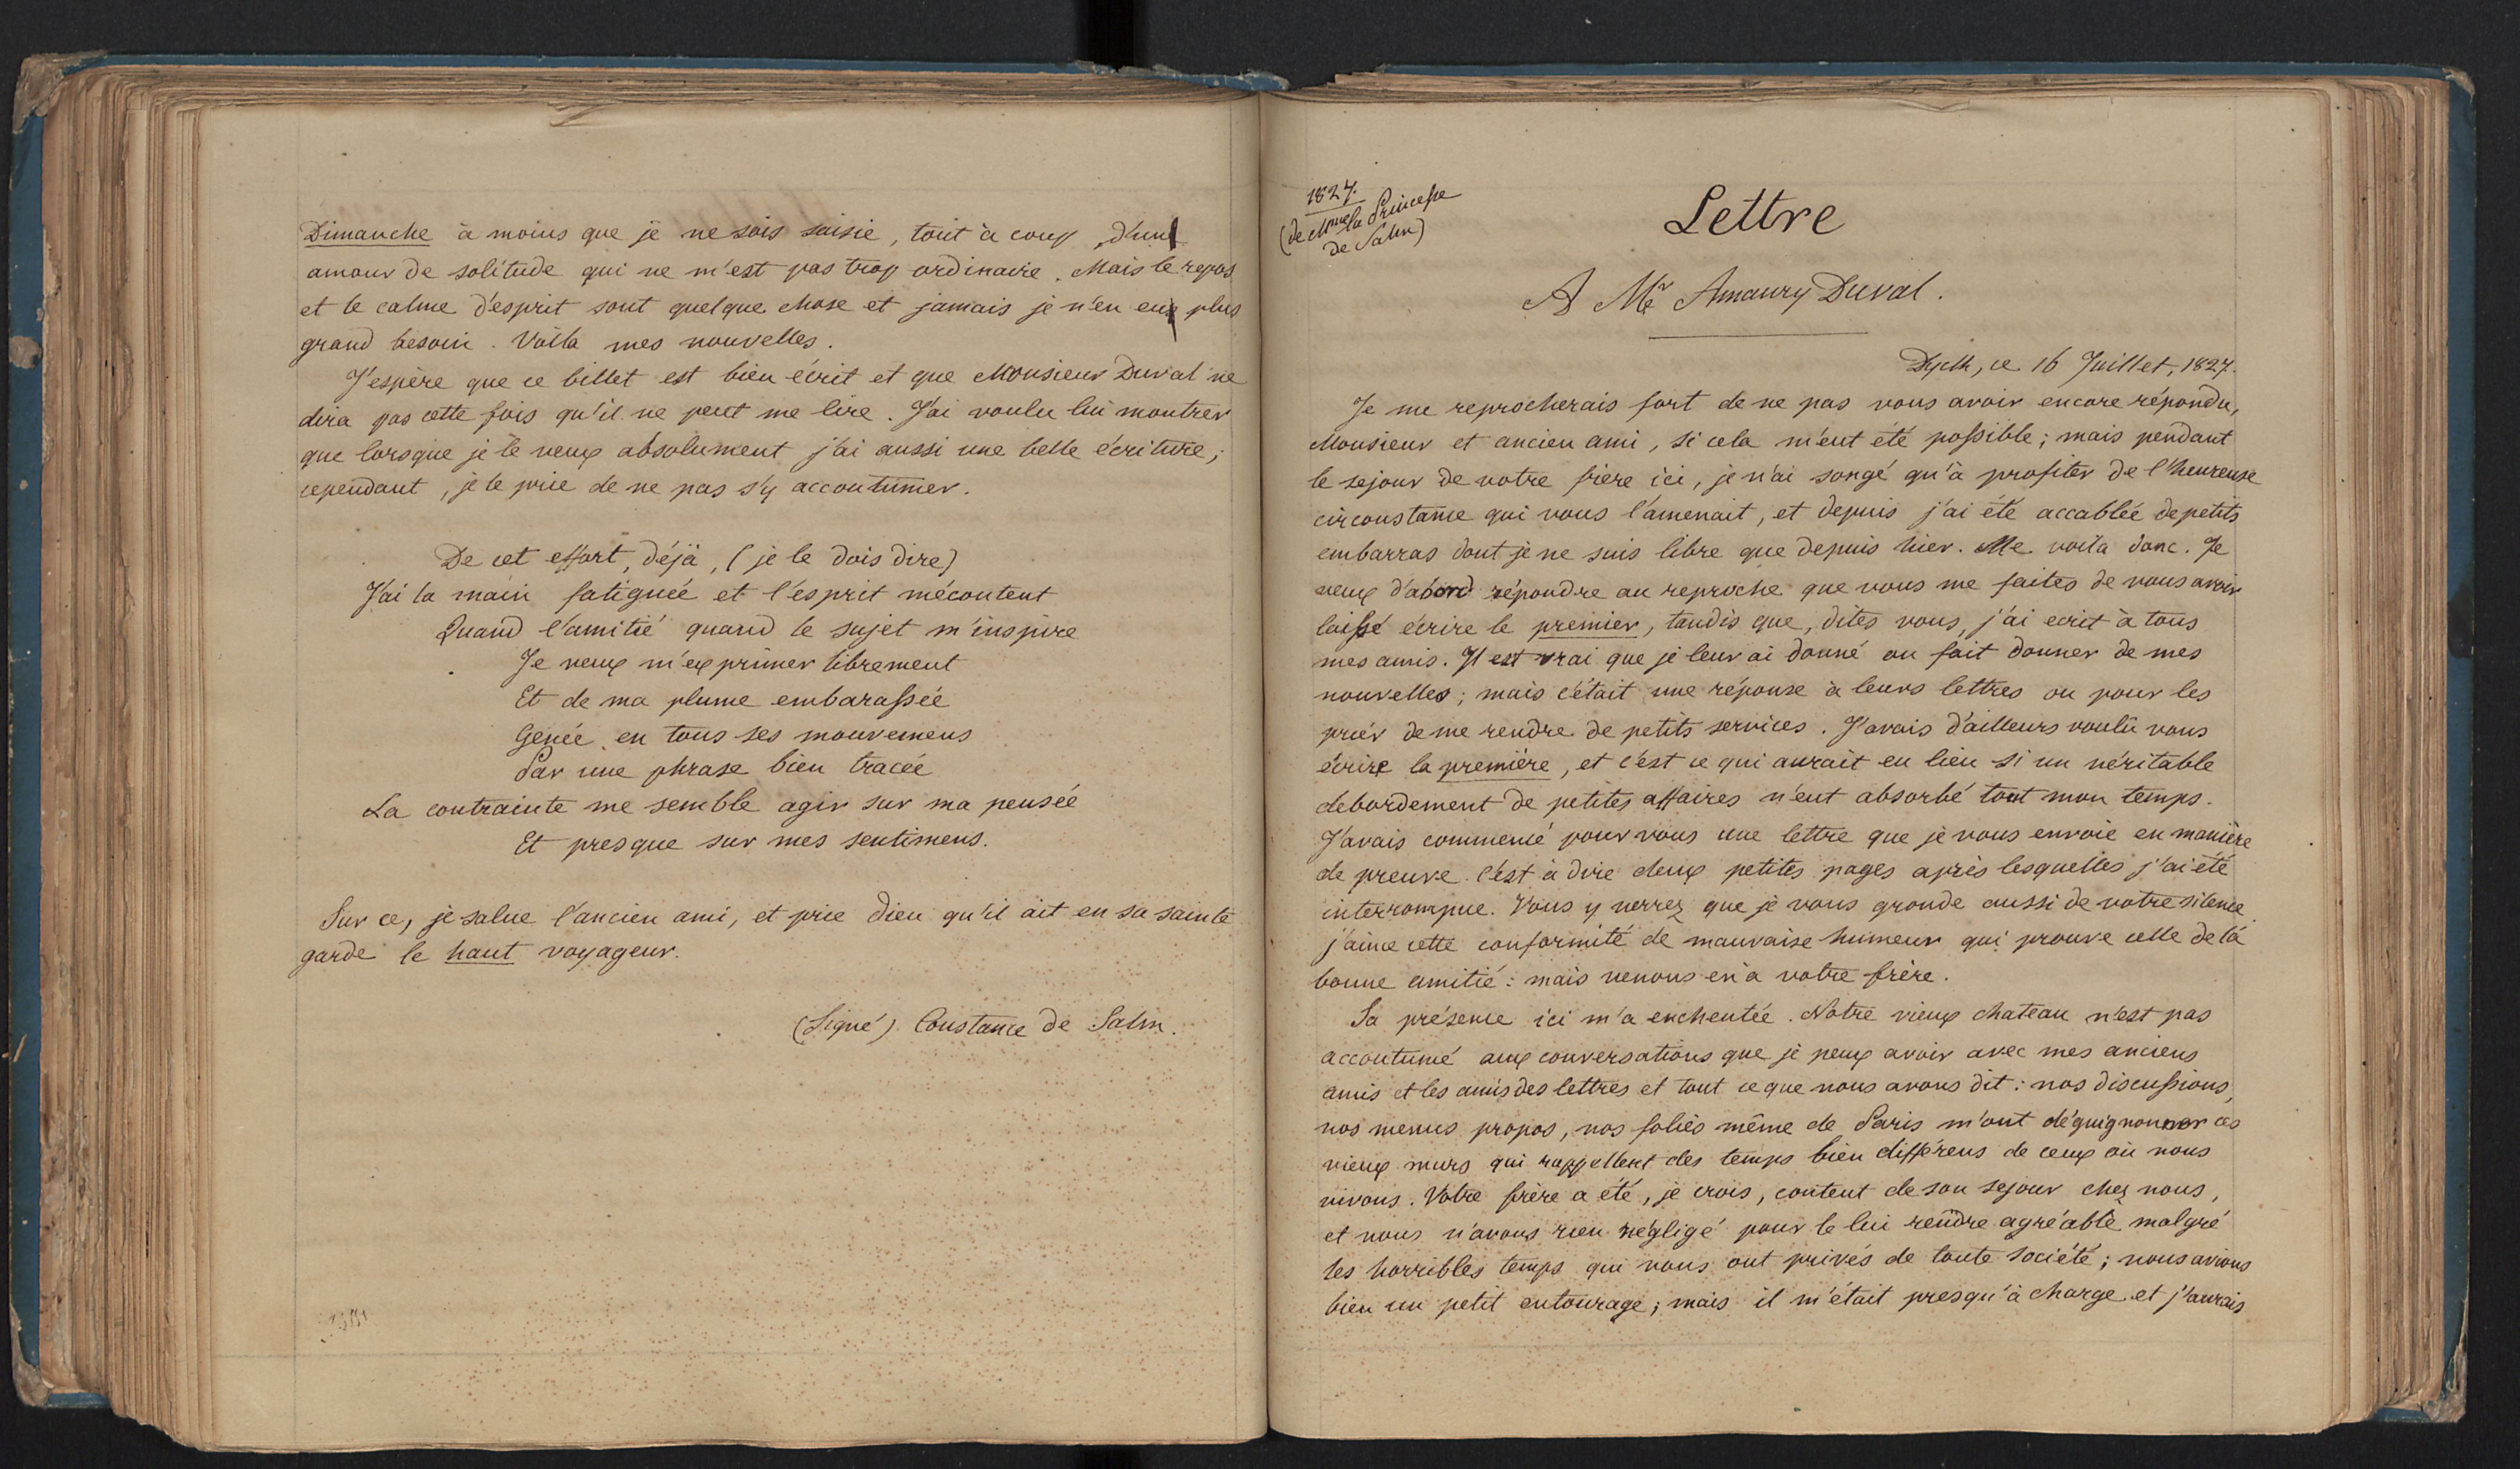 Dimanche à moins que je ne sois saisie, tout à coup, d'un
amour de solitude qui ne m'est pas trop ordinaire. Mais le repos
et le calme d'esprit sont quelque chose et jamais je n'en eus plus
grand besoin. Voila mes nouvelles.
J'espère que ce billet est bien écrit et que Monsieur Duval ne
dira pas cette fois qu'il ne peut me lire. J'ai voulu lui montrer
que lorsque je le veux absolument j'ai aussi une belle écriture;
cependant, je le prie de ne pas s'y accoutumer.
De cet effort, déjà, (je le dois dire)
J'ai la main fatiguée et l'esprit mécontent
Quand l'amitié quand le sujet m'inspire
Je veux m'exprimer librement
Et de ma plume embarassée
Genée en tous ses mouvemens
Par une phrase bien tracée
La contrainte me semble agir sur ma pensée
Et presque sur mes sentimens.
Sur ce, je salue l'ancien ami, et prie Dieu qu'il ait en sa sainte
garde le haut voyageur.
(Signé) Constance de Salm.
1827.
(de Mme la Princesse
de Salm)
Lettre
A Mr Amaury Duval.
Dyck, ce 16 Juillet, 1827.
Je me reprocherais fort de ne pas vous avoir encore répondu,
Monsieur et ancien ami, si cela m'eut été possible; mais pendant
le sejour de votre frère ici, je n'ai songé qu'à profiter de l'heureuse
circonstance qui nous l'amenait, et depuis j'ai été accablée de petits
embarras dont je ne suis libre que depuis hier. Me voila donc. Je
veux d'abord répondre au reproche que vous me faites de vous avoir
laissé écrire le premier, tandis que, dites vous, j'ai ecrit à tous
mes amis. Il est vrai que je leur ai donné ou fait donner de mes
nouvelles; mais c'était une réponse à leurs lettres ou pour les
prier de me rendre de petits services. J'avais d'ailleurs voulu vous
écrire la première, et c'est ce qui aurait eu lieu si un véritable
debordement de petites affaires n'eut absorbé tout mon temps.
J'avais commencé pour vous une lettre que je vous envoie en manière
de preuve. C'est à dire deux petites pages après lesquelles j'ai été
interrompue. Vous y verrez que je vous gronde aussi de votre silence.
j'aime cette conformité de mauvaise humeur qui prouve celle de la
bonne amitié: mais venons en à votre frère.
Sa présence ici m'a enchentée. Notre vieux chateau n'est pas
accoutumé aux conversations que je peux avoir avec mes anciens
amis et les amis des lettres et tout ce que nous avons dit: nos discussions,
nos menus propos, nos folies même de Paris m'ont déguignonner ces
vieux murs qui rappellent des temps bien différens de ceux où nous
vivons. Votre frère a été, je crois, content de son sejour chez nous,
et nous n'avons rien négligé pour le lui rendre agréable malgré
les horribles temps qui nous ont privés de toute société; nous avions
bien un petit entourage; mais il m'était presqu'à charge et j'aurais